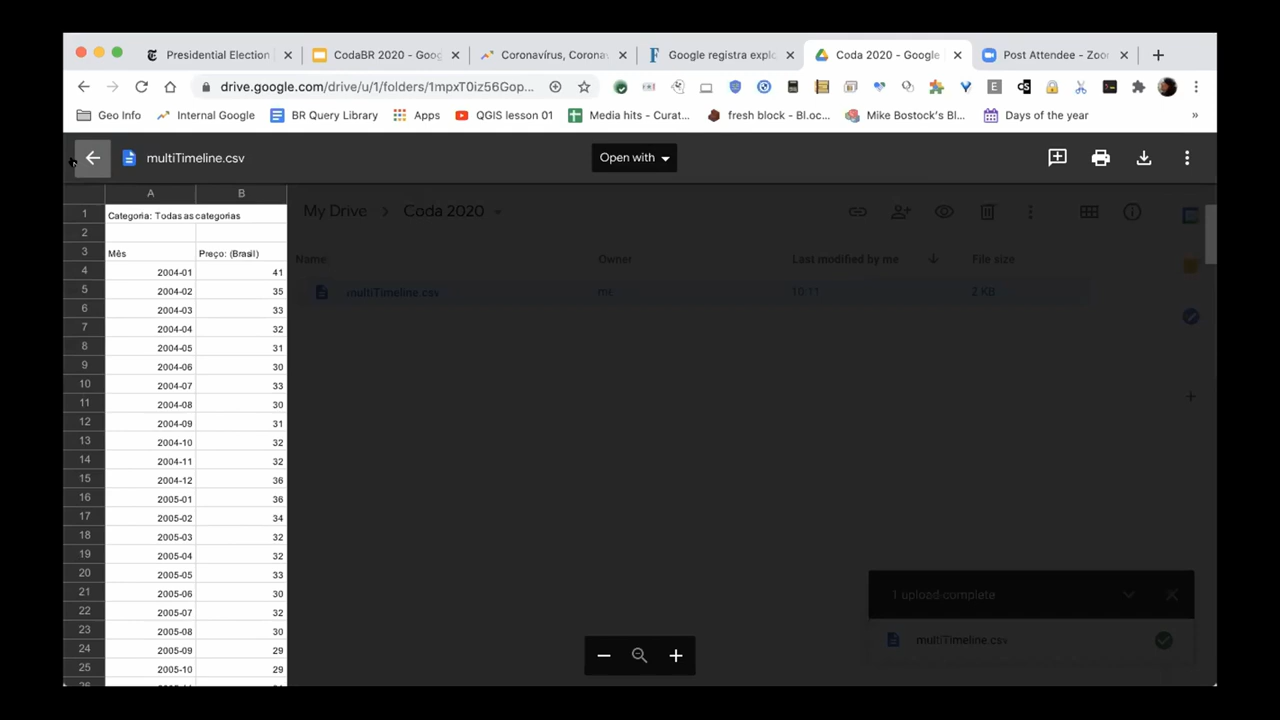 Presidential Election
CodaBR 2020 - Goog
Coronavírus, Corona
Google registra explo
Coda 2020 - Google
Post Attendee - Zoo
drive.google.com/drive/u/1/folders/1mpxT0iz56Gop...
Geo Info
Internal Google
BR Query Library
Apps
QGIS lesson 01
Media hits - Curat...
fresh block - Bl.oc...
Mike Bostock's Bl...
Days of the year
»
multiTimeline.csv
Open with
A B
My Drive > Coda 2020
Name
Owner
Last modified by me
File size
multiTimeline.csv
me
10:11
2 KB
1 Categoria: Todas as categorias
2
3 Mês Preço: (Brasil)
4 2004-01 41
5 2004-02 35
6 2004-03 33
7 2004-04 32
8 2004-05 31
9 2004-06 30
10 2004-07 33
11 2004-08 30
12 2004-09 31
13 2004-10 32
14 2004-11 32
15 2004-12 36
16 2005-01 36
17 2005-02 34
18 2005-03 32
19 2005-04 32
20 2005-05 33
21 2005-06 30
22 2005-07 32
23 2005-08 30
24 2005-09 29
25 2005-10 29
1 upload complete
multiTimeline.csv